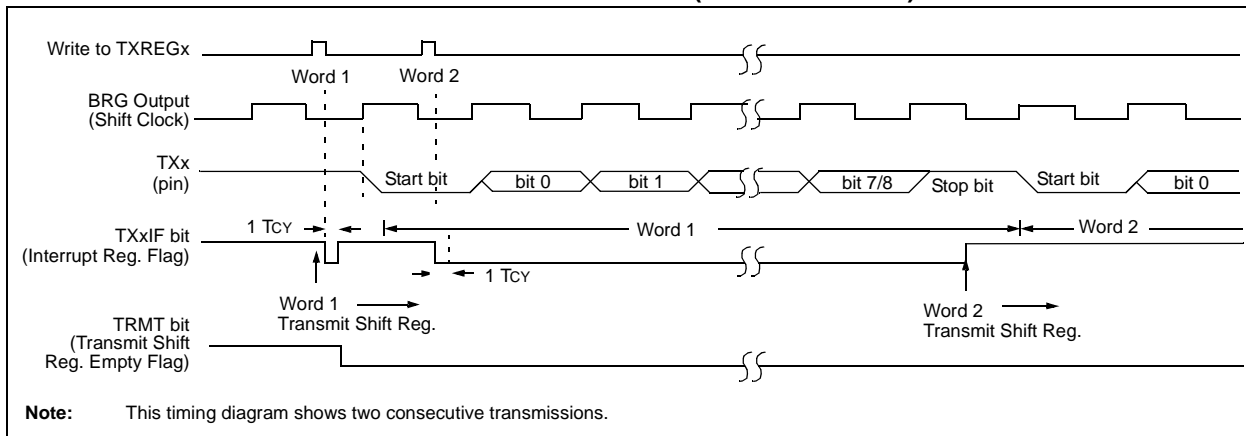 Write to TXREGx
Word 1
Word 2
BRG Output
(Shift Clock)
TXx
(pin)
Start bit
bit 0
bit 1
bit 7/8
Stop bit
Start bit
bit 0
1 TCY
Word 1
Word 2
TXxIF bit
(Interrupt Reg. Flag)
1 TCY
Word 1
Transmit Shift Reg.
Word 2
Transmit Shift Reg.
TRMT bit
(Transmit Shift
Reg. Empty Flag)
Note: This timing diagram shows two consecutive transmissions.